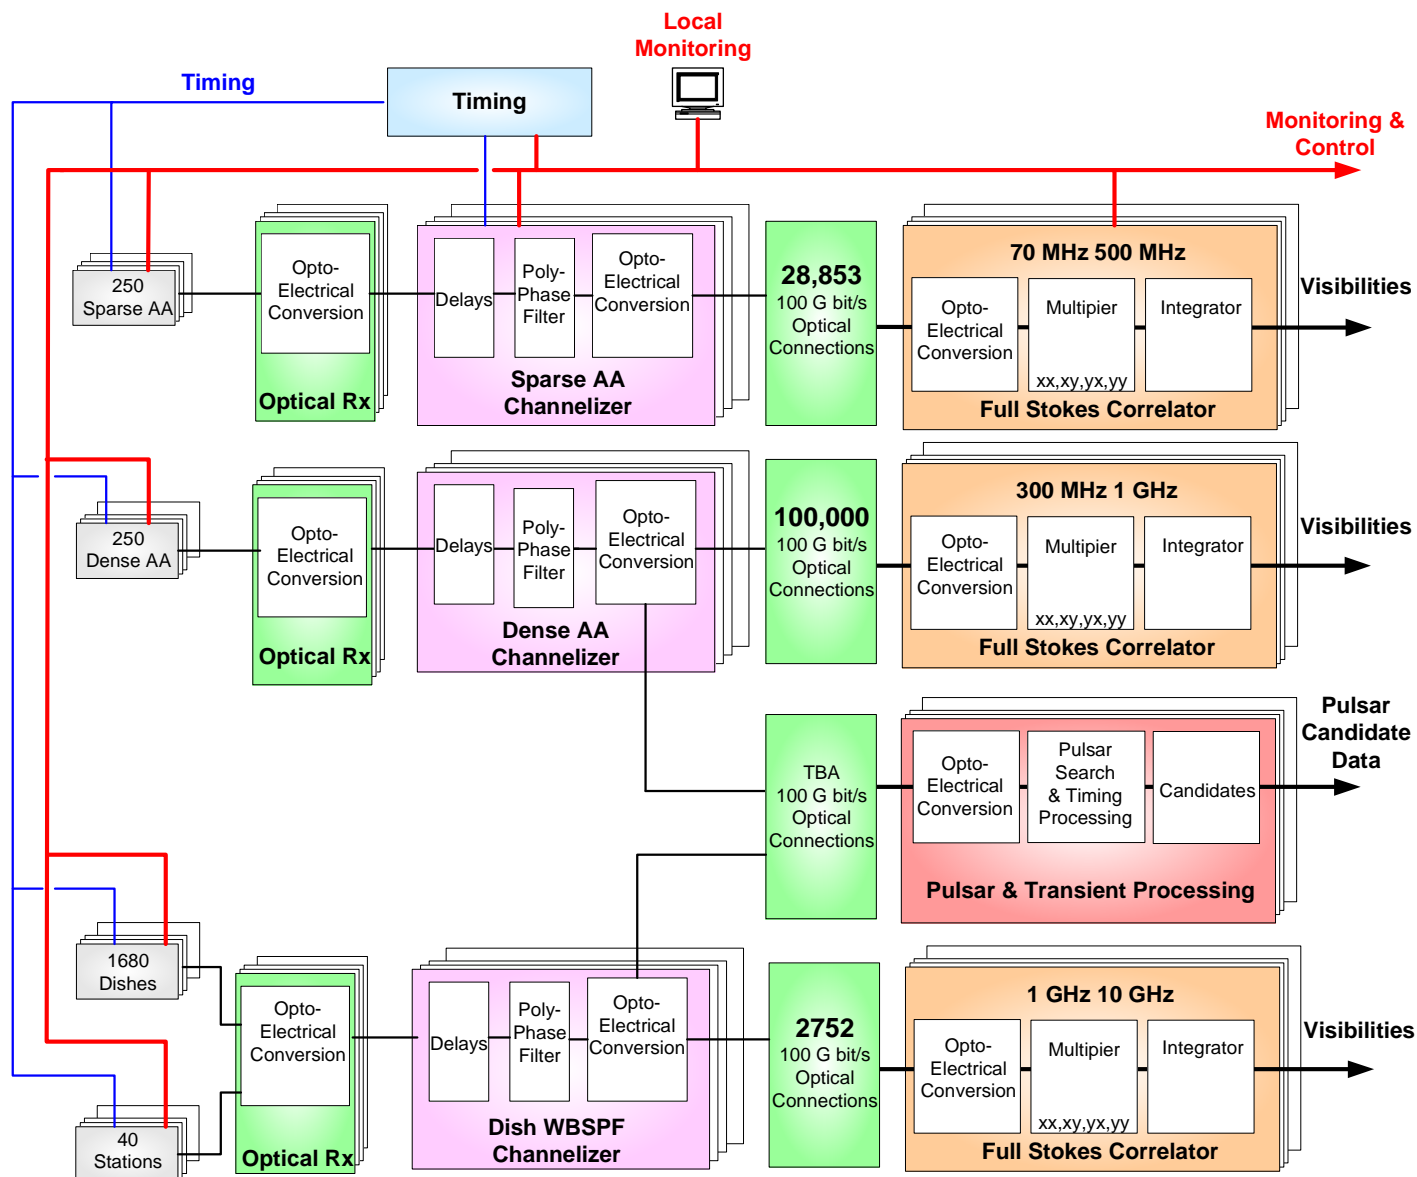 Local
Monitoring
Timing
Timing
Monitoring &
Control
250
Sparse AA
Opto-
Electrical
Conversion
Optical Rx
Delays
Poly-
Phase
Filter
Opto-
Electrical
Conversion
Sparse AA
Channelizer
28,853
100 G bit/s
Optical
Connections
70 MHz 500 MHz
Opto-
Electrical
Conversion
Multipier
xx,xy,yx,yy
Integrator
Full Stokes Correlator
Visibilities
250
Dense AA
Opto-
Electrical
Conversion
Optical Rx
Delays
Poly-
Phase
Filter
Opto-
Electrical
Conversion
Dense AA
Channelizer
100,000
100 G bit/s
Optical
Connections
300 MHz 1 GHz
Opto-
Electrical
Conversion
Multipier
xx,xy,yx,yy
Integrator
Full Stokes Correlator
Visibilities
TBA
100 G bit/s
Optical
Connections
Opto-
Electrical
Conversion
Pulsar
Search
& Timing
Processing
Candidates
Pulsar & Transient Processing
Pulsar
Candidate
Data
1680
Dishes
40
Stations
Opto-
Electrical
Conversion
Optical Rx
Delays
Poly-
Phase
Filter
Opto-
Electrical
Conversion
Dish WBSPF
Channelizer
2752
100 G bit/s
Optical
Connections
1 GHz 10 GHz
Opto-
Electrical
Conversion
Multipier
xx,xy,yx,yy
Integrator
Full Stokes Correlator
Visibilities